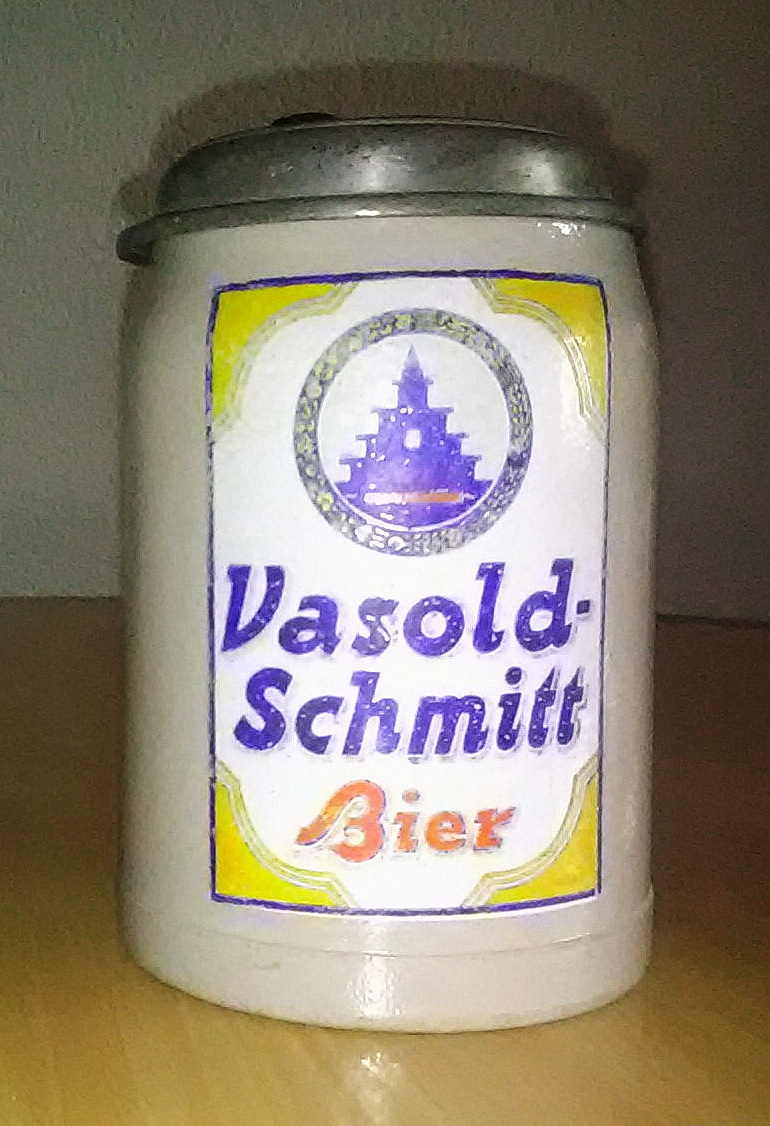 Vasold-
Schmitt
Bier